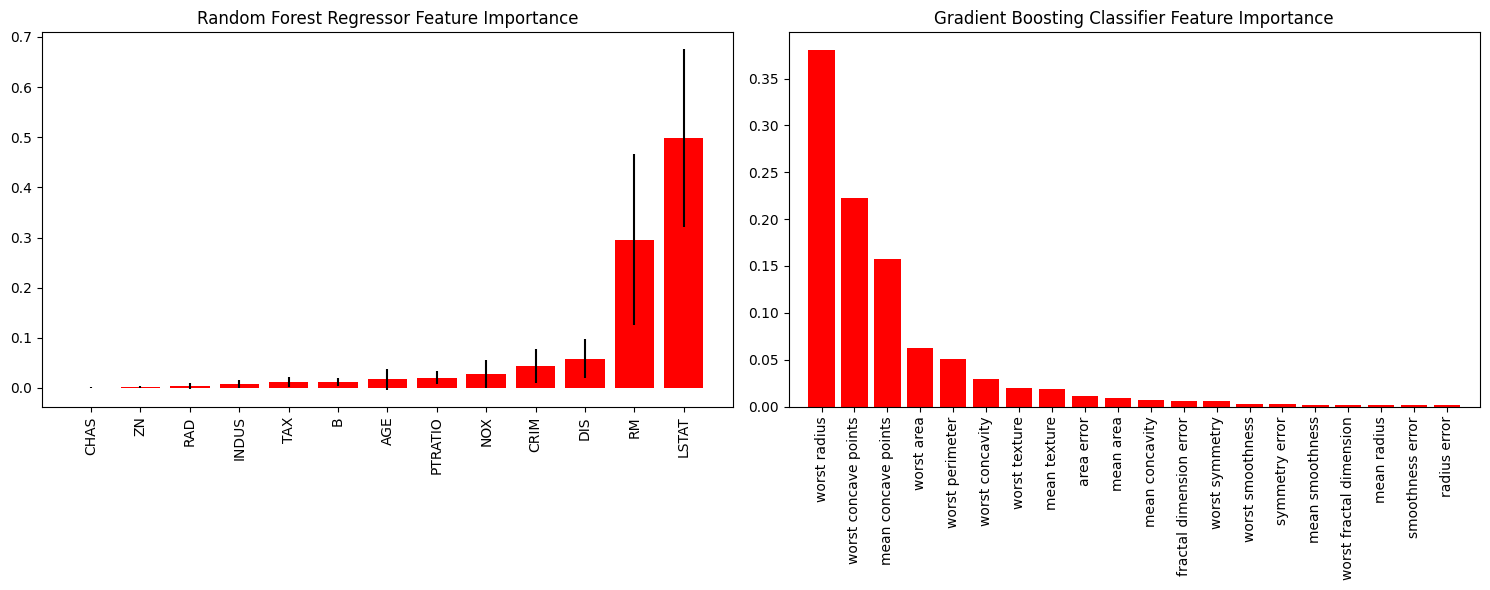 Random Forest Regressor Feature Importance
0.7
0.6
0.5
0.4
0.3
0.2
0.1
0.0
CHAS
ZN
RAD
INDUS
TAX
B
AGE
PTRATIO
NOX
CRIM
DIS
RM
LSTAT
Gradient Boosting Classifier Feature Importance
0.35
0.30
0.25
0.20
0.15
0.10
0.05
0.00
worst radius
worst concave points
mean concave points
worst area
worst perimeter
worst concavity
worst texture
mean texture
area error
mean area
mean concavity
fractal dimension error
worst symmetry
worst smoothness
symmetry error
mean smoothness
worst fractal dimension
mean radius
smoothness error
radius error